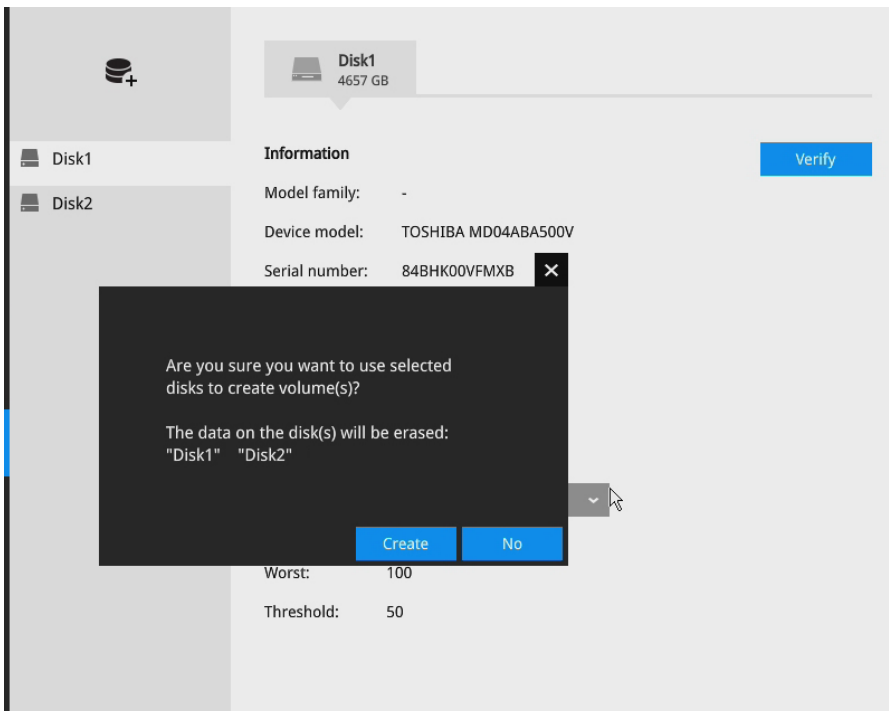 Disk1
4657 GB
Disk1
Disk2
Information
Verify
Model family: -
Device model: TOSHIBA MD04ABA500V
Serial number: 84BHK00VFMXB
Are you sure you want to use selected
disks to create volume(s)?
The data on the disk(s) will be erased:
"Disk1" "Disk2"
Create No
Worst: 100
Threshold: 50